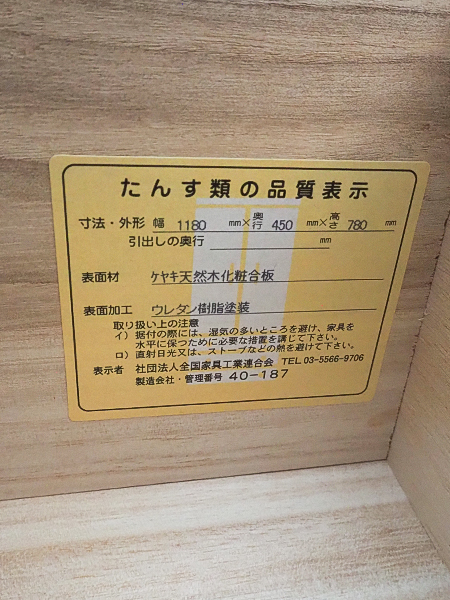 たんす類の品質表示
寸法・外形 幅 1180 mm×奥行 450 mm×高さ 780 mm
引出しの奥行 mm
表面材 ケヤキ天然木化粧合板
表面加工 ウレタン樹脂塗装
取り扱い上の注意
イ）据付の際には、湿気の多いところを避け、家具を
水平に保つために必要な措置を講じて下さい。
ロ）直射日光又は、ストーブなどの熱を避けて下さい。
表示者 社団法人全国家具工業連合会 TEL 03-5566-9706
製造会社・管理番号 40-187